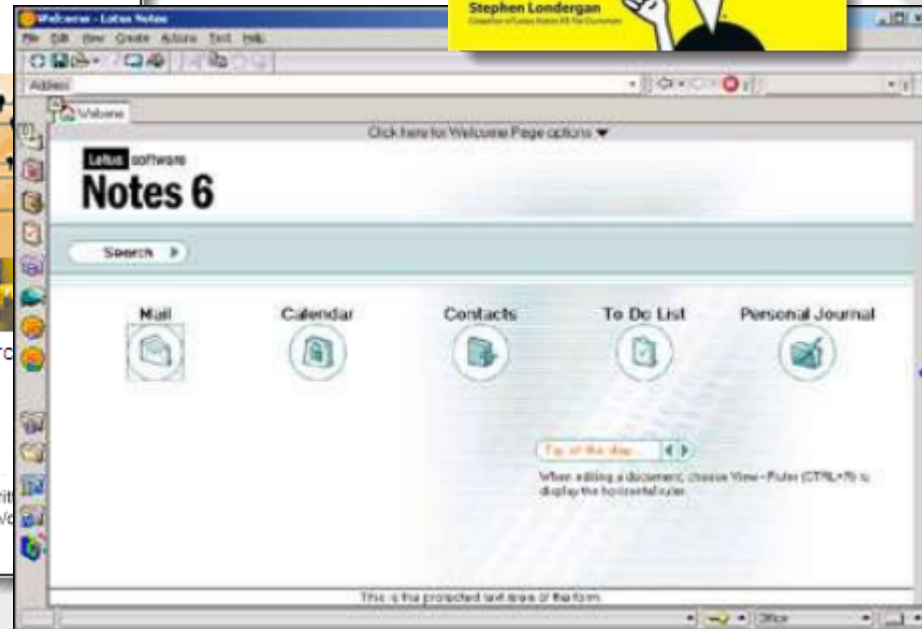 Stephen Londergan
Welcome - Lotus Notes
File Edit View Create Actions Text Help
Address
Welcome
Click here for Welcome Page options
Lotus software
Notes 6
Search
Mail Calendar Contacts To Do List Personal Journal
Tip of the day...
When editing a document, choose View - Ruler (CTRL+R) to
display the horizontal ruler.
This is the protected text area of the form.
Office